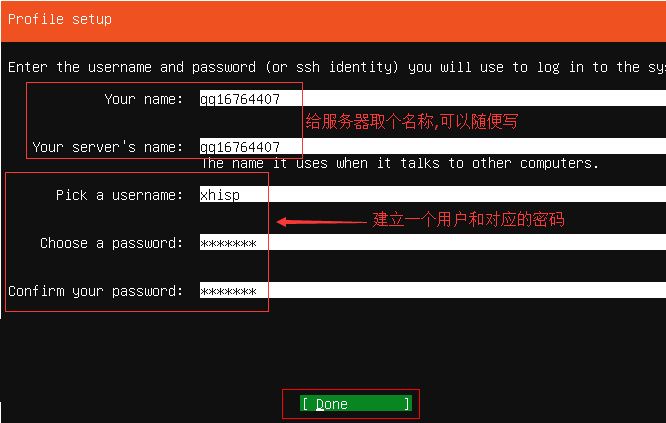 Profile setup
Enter the username and password (or ssh identity) you will use to log in to the sys
Your name: qq16764407
给服务器取个名称,可以随便写
Your server's name: qq16764407
The name it uses when it talks to other computers.
Pick a username: xhisp
建立一个用户和对应的密码
Choose a password: *******
Confirm your password: *******
[ Done ]